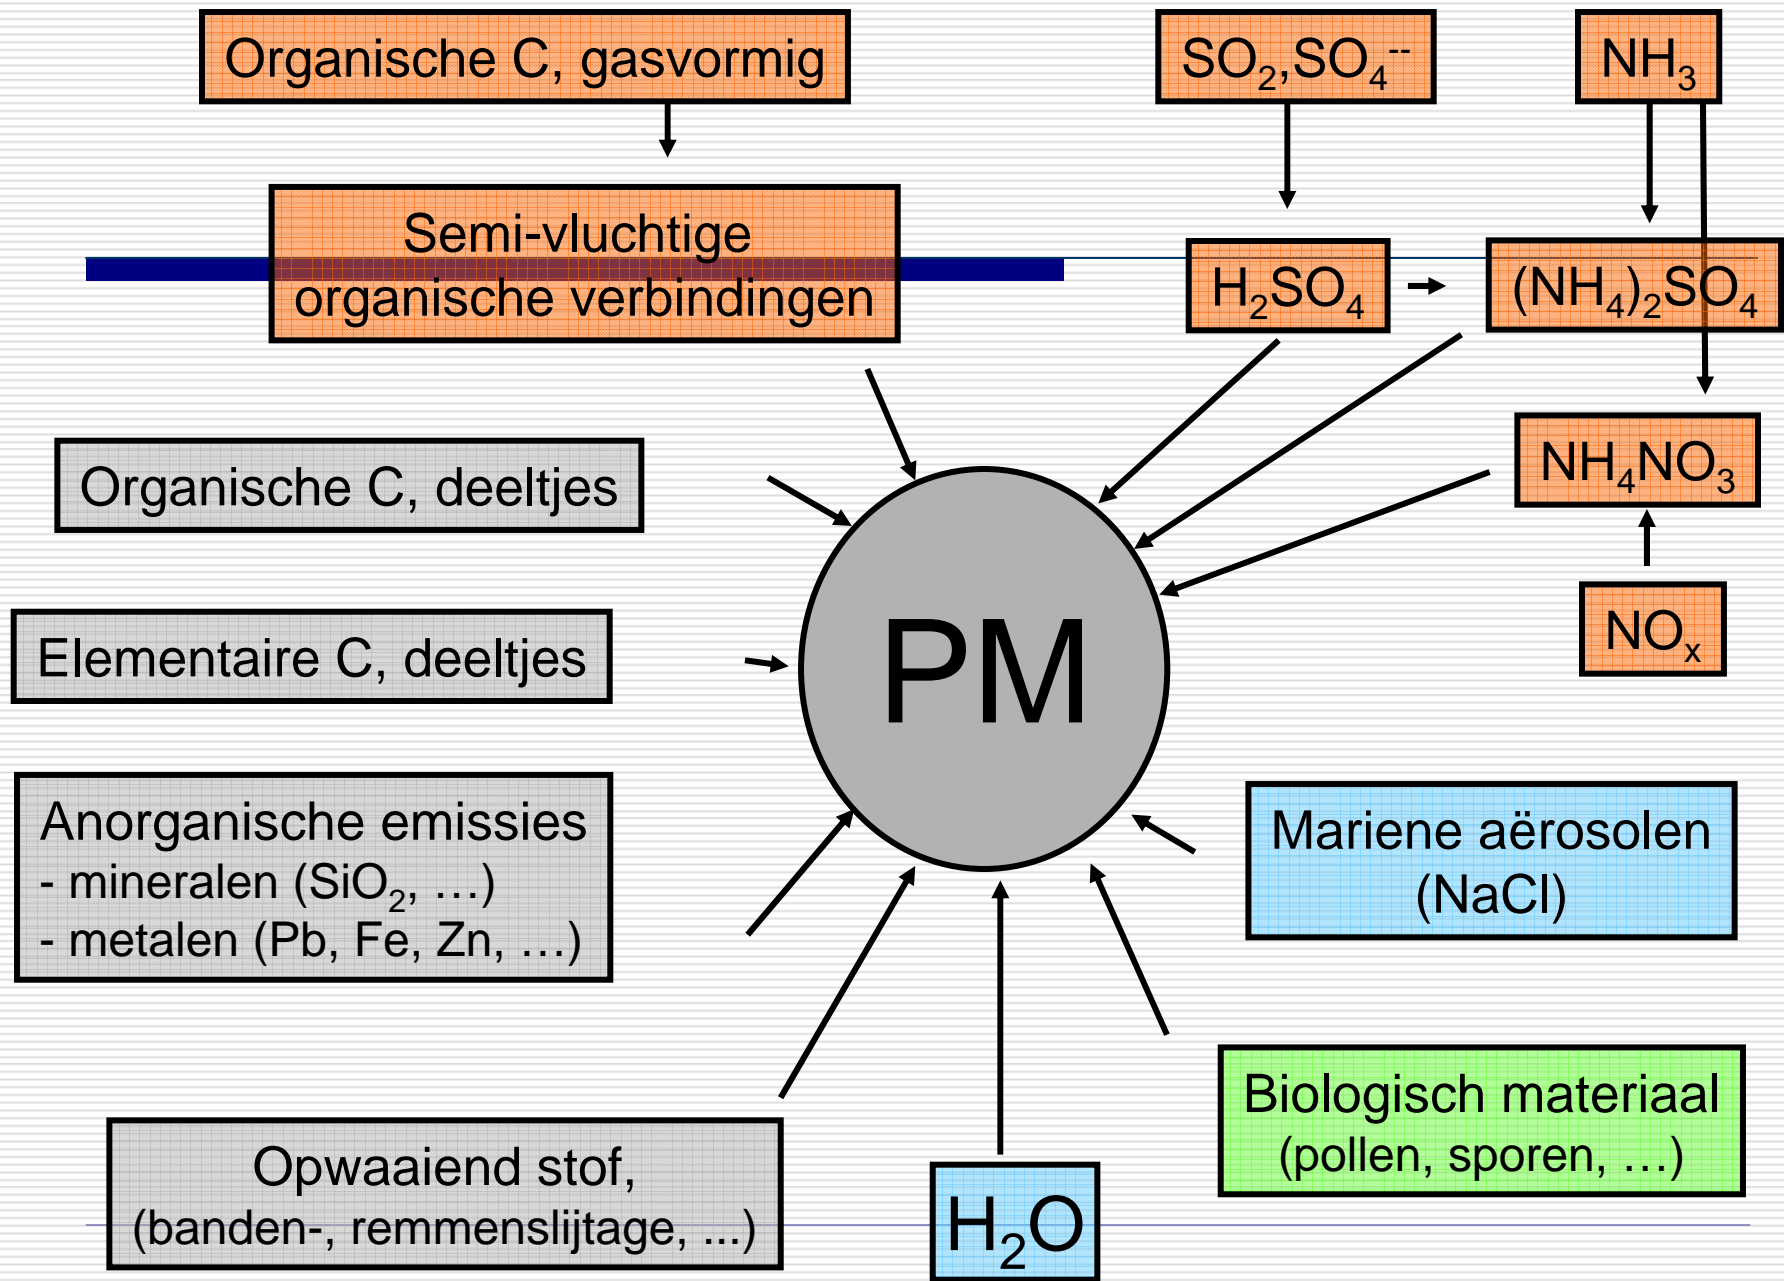 Organische C, gasvormig
SO₂,SO₄⁻⁻
NH₃
Semi-vluchtige
organische verbindingen
H₂SO₄
(NH₄)₂SO₄
Organische C, deeltjes
NH₄NO₃
Elementaire C, deeltjes
PM
NOₓ
Anorganische emissies
- mineralen (SiO₂, …)
- metalen (Pb, Fe, Zn, …)
Mariene aërosolen
(NaCl)
Biologisch materiaal
(pollen, sporen, …)
Opwaaiend stof,
(banden-, remmenslijtage, ...)
H₂O